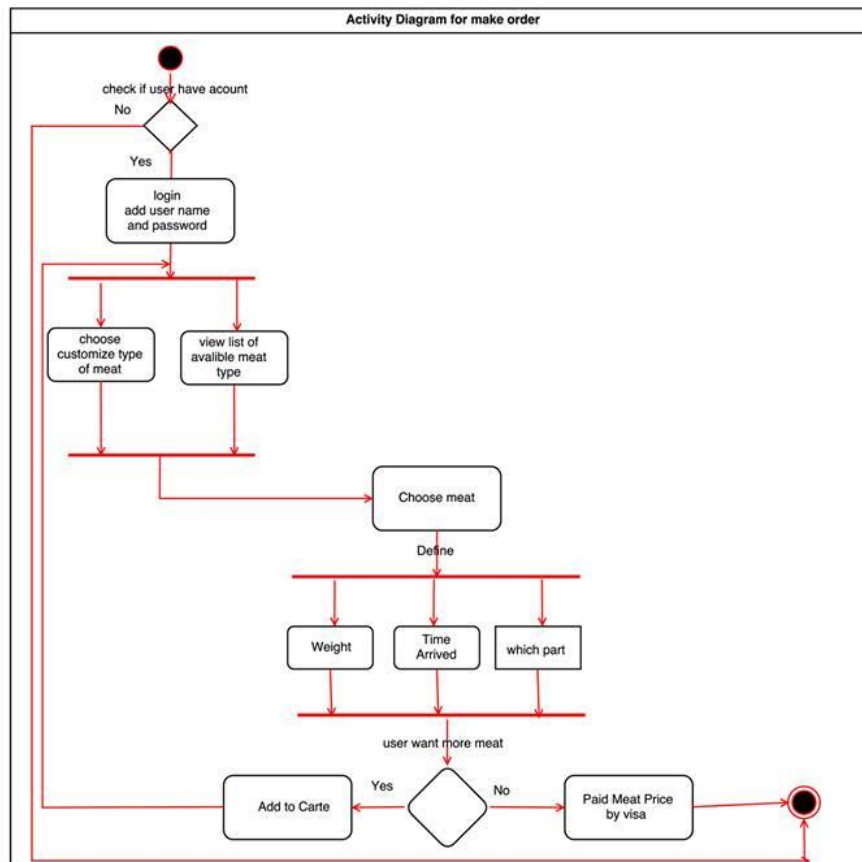 Activity Diagram for make order
check if user have acount
No
Yes
login
add user name
and password
choose
customize type
of meat
view list of
avalible meat
type
Choose meat
Define
Weight
Time
Arrived
which part
user want more meat
Yes
No
Add to Carte
Paid Meat Price
by visa